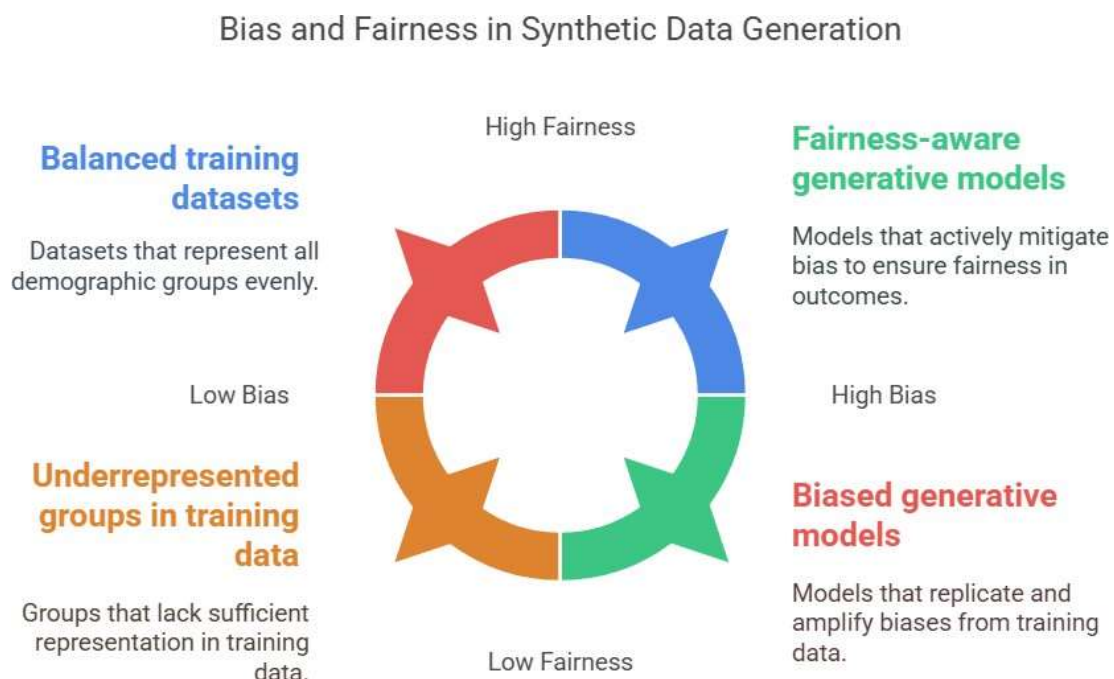 Bias and Fairness in Synthetic Data Generation
High Fairness
Balanced training
datasets
Datasets that represent all
demographic groups evenly.
Fairness-aware
generative models
Models that actively mitigate
bias to ensure fairness in
outcomes.
Low Bias
High Bias
Underrepresented
groups in training
data
Groups that lack sufficient
representation in training
data.
Biased generative
models
Models that replicate and
amplify biases from training
data.
Low Fairness